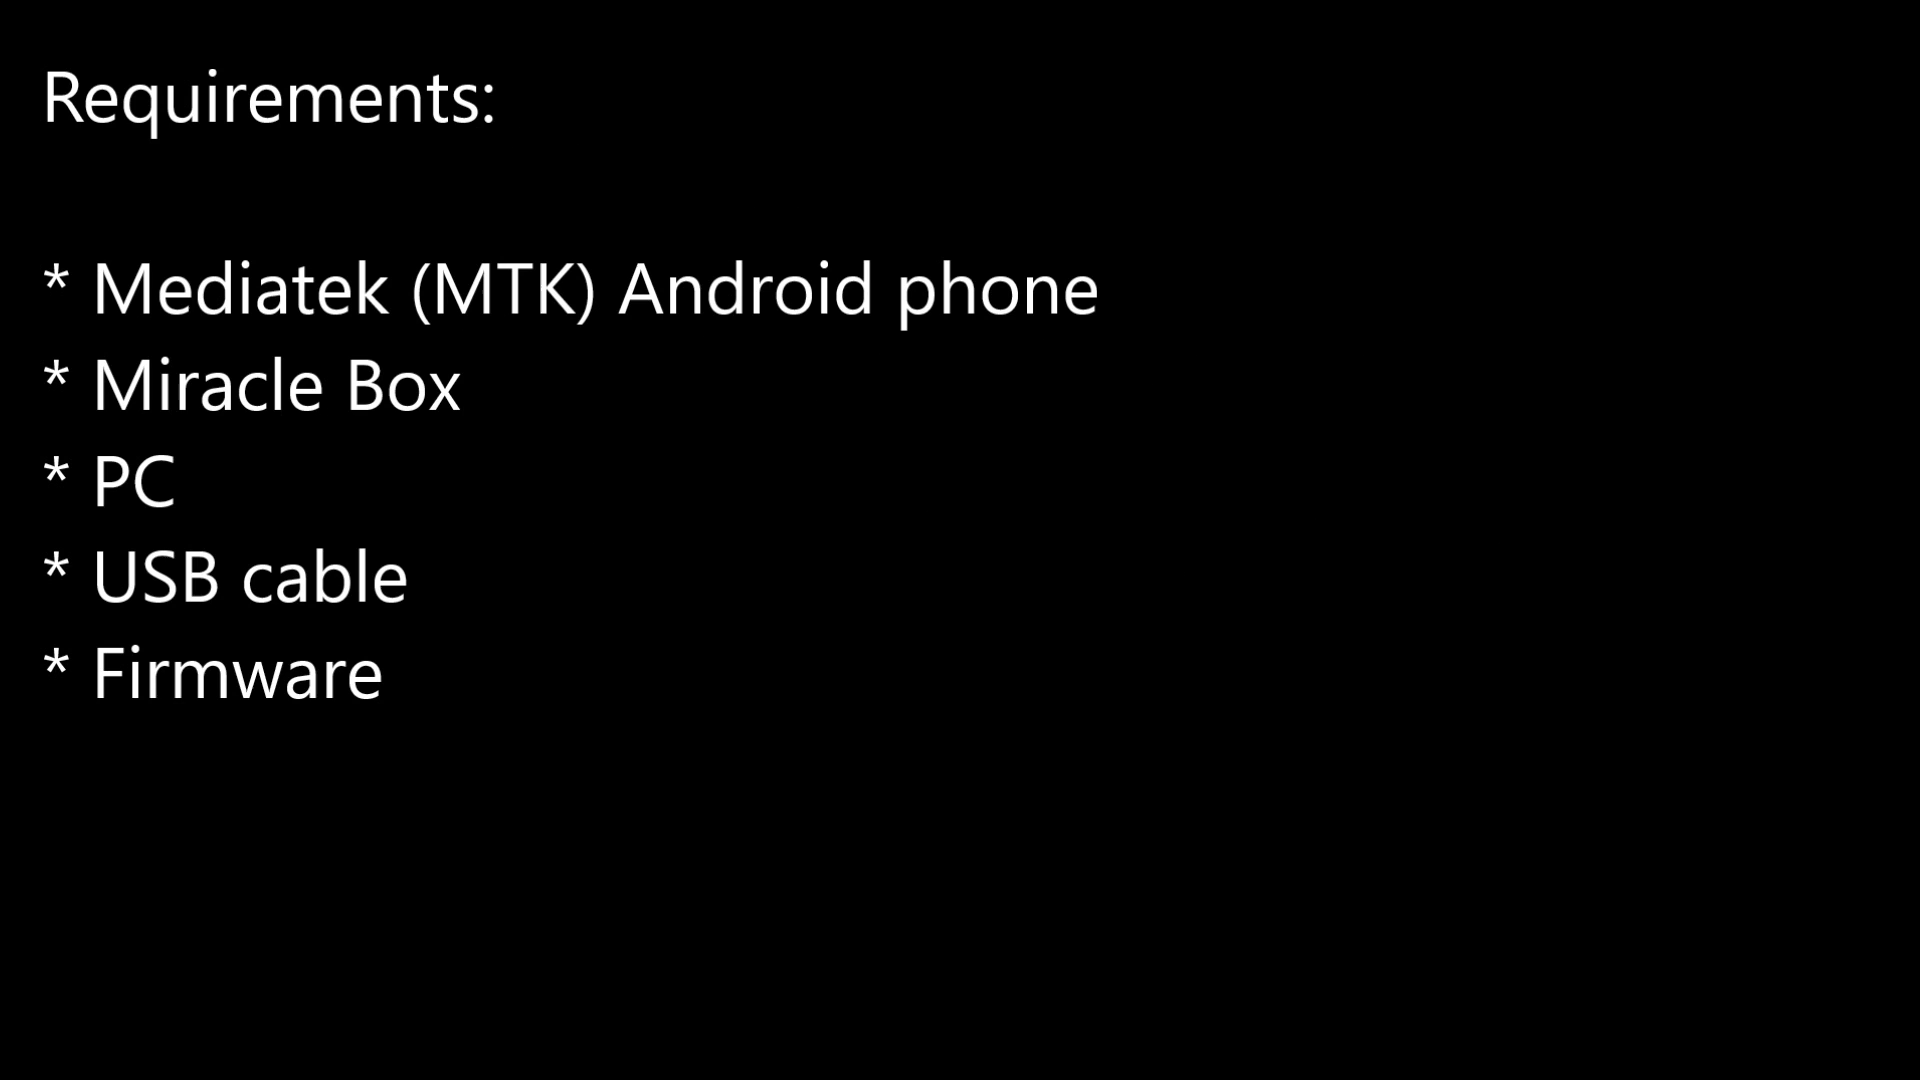 Requirements:
* Mediatek (MTK) Android phone
* Miracle Box
* PC
* USB cable
* Firmware